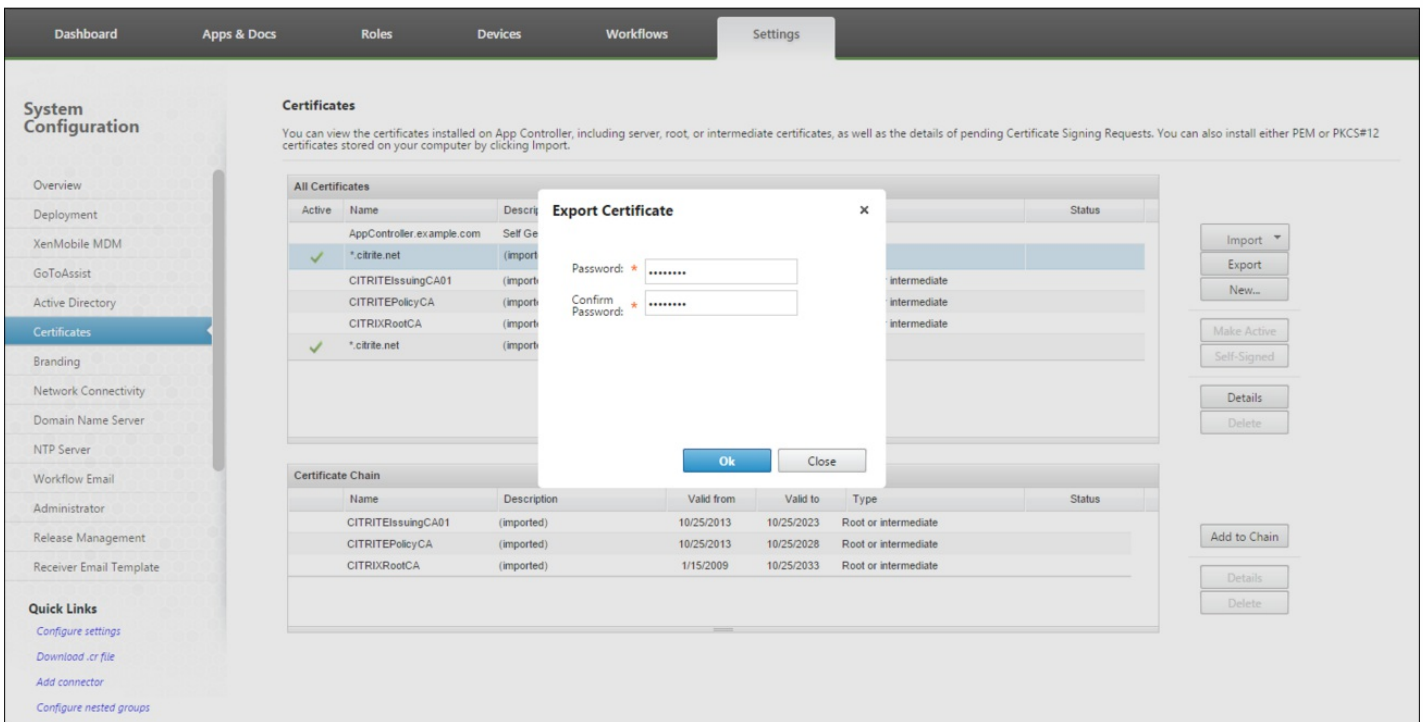 Dashboard Apps & Docs Roles Devices Workflows Settings
System
Configuration
Overview
Deployment
XenMobile MDM
GoToAssist
Active Directory
Certificates
Branding
Network Connectivity
Domain Name Server
NTP Server
Workflow Email
Administrator
Release Management
Receiver Email Template
Quick Links
Configure settings
Download .cr file
Add connector
Configure nested groups
Certificates
You can view the certificates installed on App Controller, including server, root, or intermediate certificates, as well as the details of pending Certificate Signing Requests. You can also install either PEM or PKCS#12
certificates stored on your computer by clicking Import.
All Certificates
Active Name Descrip Status
AppController.example.com Self Ge
*.citrite.net (import
CITRITEIssuingCA01 (importe r intermediate
CITRITEPolicyCA (importe r intermediate
CITRIXRootCA (importe r intermediate
*.citrite.net (importe
Export Certificate ×
Password: * ••••••••
Confirm
Password: * ••••••••
Ok Close
Import
Export
New...
Make Active
Self-Signed
Details
Delete
Certificate Chain
Name Description Valid from Valid to Type Status
CITRITEIssuingCA01 (imported) 10/25/2013 10/25/2023 Root or intermediate
CITRITEPolicyCA (imported) 10/25/2013 10/25/2028 Root or intermediate
CITRIXRootCA (imported) 1/15/2009 10/25/2033 Root or intermediate
Add to Chain
Details
Delete